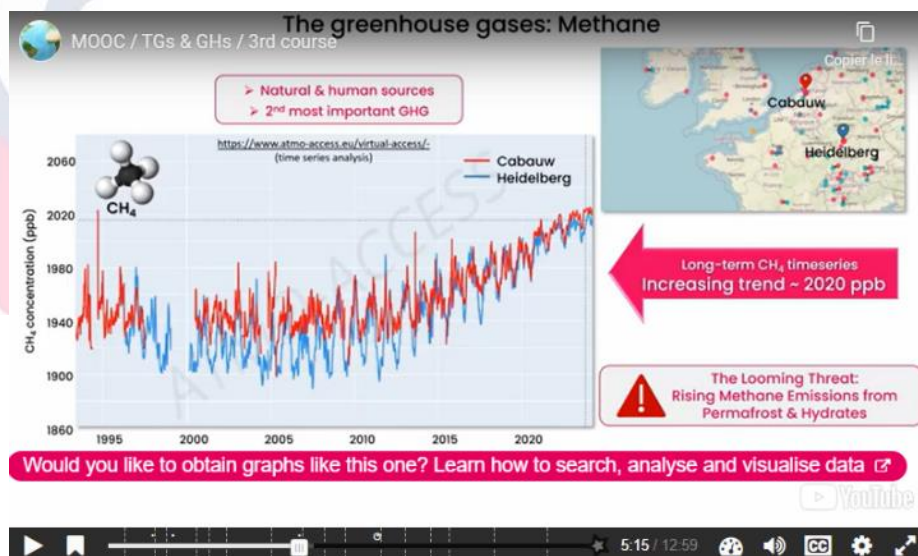 The greenhouse gases: Methane
MOOC / TGs & GHs / 3rd course
Copier le li...
➢ Natural & human sources
➢ 2nd most important GHG
Cabauw
Heidelberg
https://www.atmo-access.eu/virtual-access/-
(time series analysis)
Cabauw
Heidelberg
CH4
CH4 concentration (ppb)
2060
2020
1980
1940
1900
1860
1995
2000
2005
2010
2015
2020
ATMO ACCESS
Long-term CH4 timeseries
Increasing trend ~ 2020 ppb
The Looming Threat:
Rising Methane Emissions from
Permafrost & Hydrates
Would you like to obtain graphs like this one? Learn how to search, analyse and visualise data
YouTube
5:15 / 12:59
CC